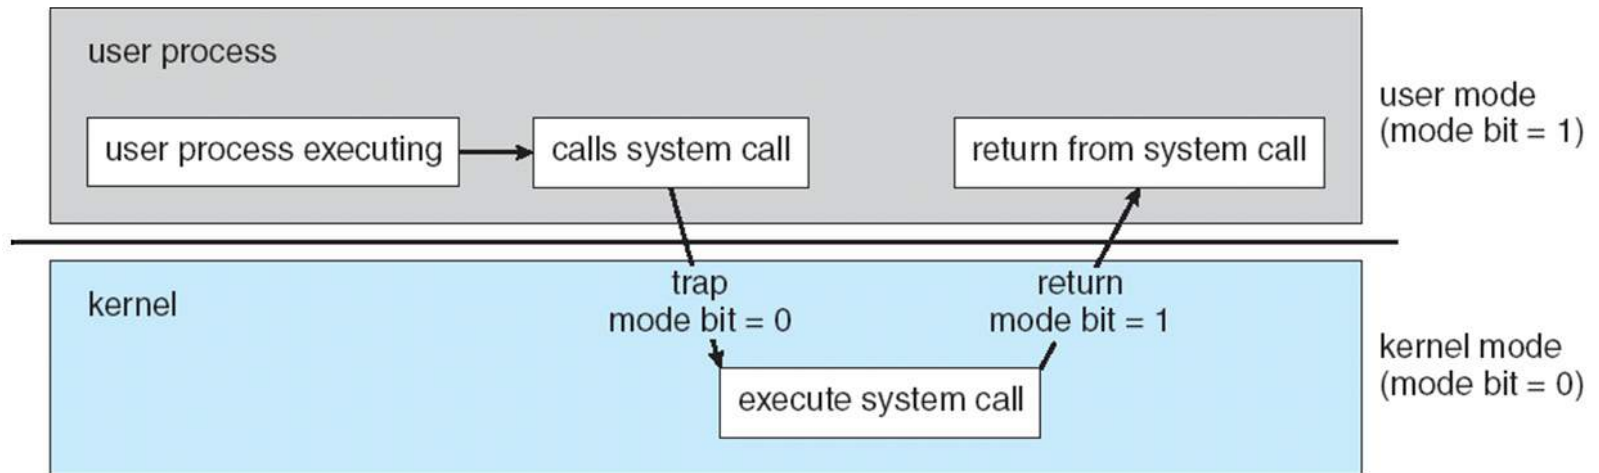 user process
user process executing
calls system call
return from system call
user mode
(mode bit = 1)
kernel
trap
mode bit = 0
return
mode bit = 1
execute system call
kernel mode
(mode bit = 0)